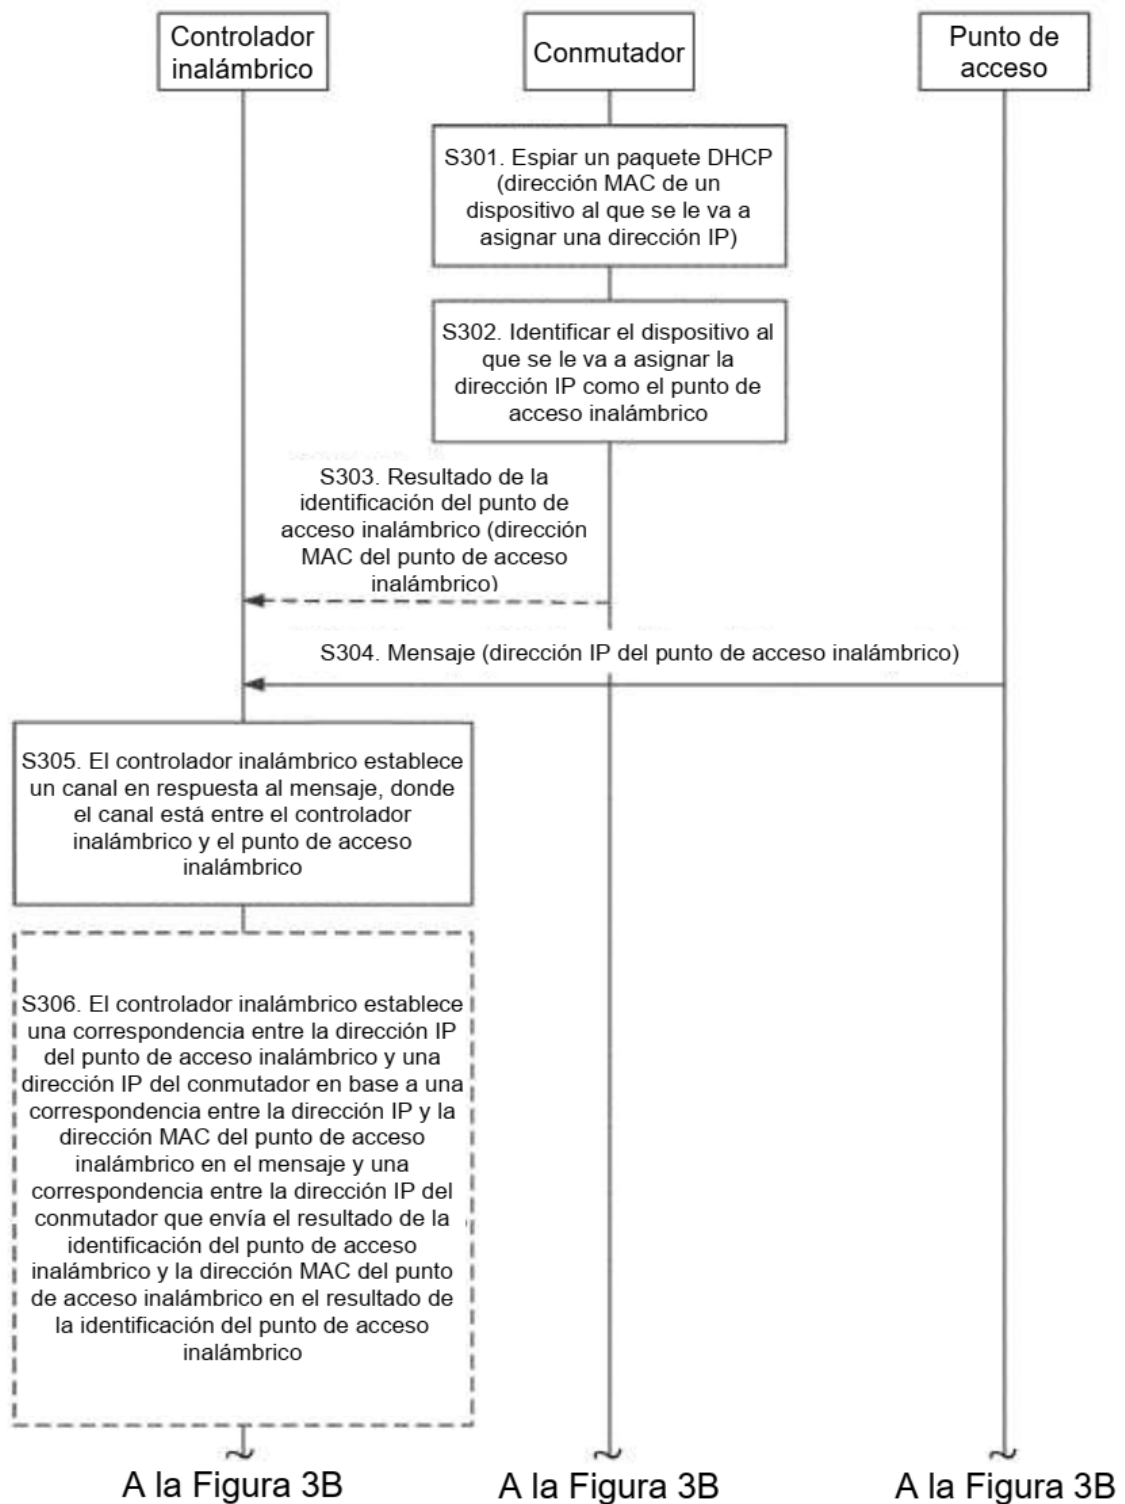 Controlador
inalámbrico
Conmutador
Punto de
acceso
S301. Espiar un paquete DHCP
(dirección MAC de un
dispositivo al que se le va a
asignar una dirección IP)
S302. Identificar el dispositivo al
que se le va a asignar la
dirección IP como el punto de
acceso inalámbrico
S303. Resultado de la
identificación del punto de
acceso inalámbrico (dirección
MAC del punto de acceso
inalámbrico)
S304. Mensaje (dirección IP del punto de acceso inalámbrico)
S305. El controlador inalámbrico establece
un canal en respuesta al mensaje, donde
el canal está entre el controlador
inalámbrico y el punto de acceso
inalámbrico
S306. El controlador inalámbrico establece
una correspondencia entre la dirección IP
del punto de acceso inalámbrico y una
dirección IP del conmutador en base a una
correspondencia entre la dirección IP y la
dirección MAC del punto de acceso
inalámbrico en el mensaje y una
correspondencia entre la dirección IP del
conmutador que envía el resultado de la
identificación del punto de acceso
inalámbrico y la dirección MAC del punto
de acceso inalámbrico en el resultado de
la identificación del punto de acceso
inalámbrico
A la Figura 3B
A la Figura 3B
A la Figura 3B